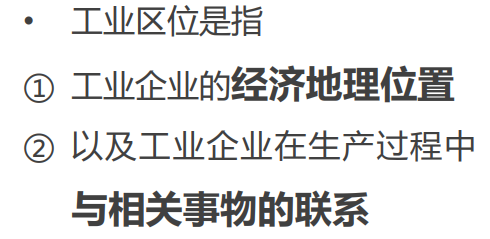 • 工业区位是指
① 工业企业的经济地理位置
② 以及工业企业在生产过程中
与相关事物的联系